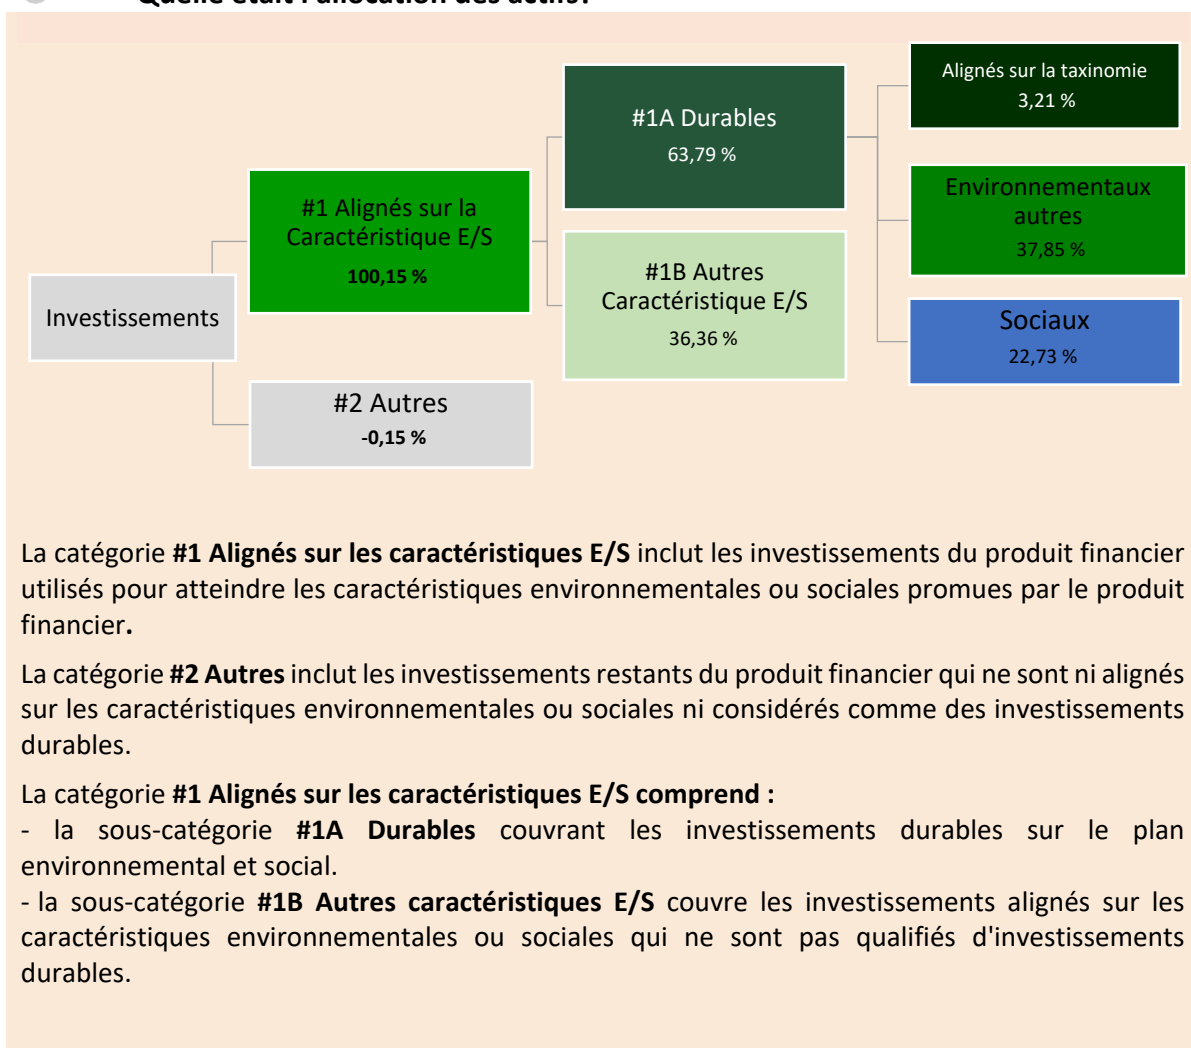 Quelle était l'allocation des actifs?
Alignés sur la taxinomie
3,21 %
#1A Durables
63,79 %
Environnementaux
autres
37,85 %
#1 Alignés sur la
Caractéristique E/S
100,15 %
#1B Autres
Caractéristique E/S
36,36 %
Investissements
Sociaux
22,73 %
#2 Autres
-0,15 %
La catégorie #1 Alignés sur les caractéristiques E/S inclut les investissements du produit financier
utilisés pour atteindre les caractéristiques environnementales ou sociales promues par le produit
financier.
La catégorie #2 Autres inclut les investissements restants du produit financier qui ne sont ni alignés
sur les caractéristiques environnementales ou sociales ni considérés comme des investissements
durables.
La catégorie #1 Alignés sur les caractéristiques E/S comprend :
- la sous-catégorie #1A Durables couvrant les investissements durables sur le plan
environnemental et social.
- la sous-catégorie #1B Autres caractéristiques E/S couvre les investissements alignés sur les
caractéristiques environnementales ou sociales qui ne sont pas qualifiés d'investissements
durables.